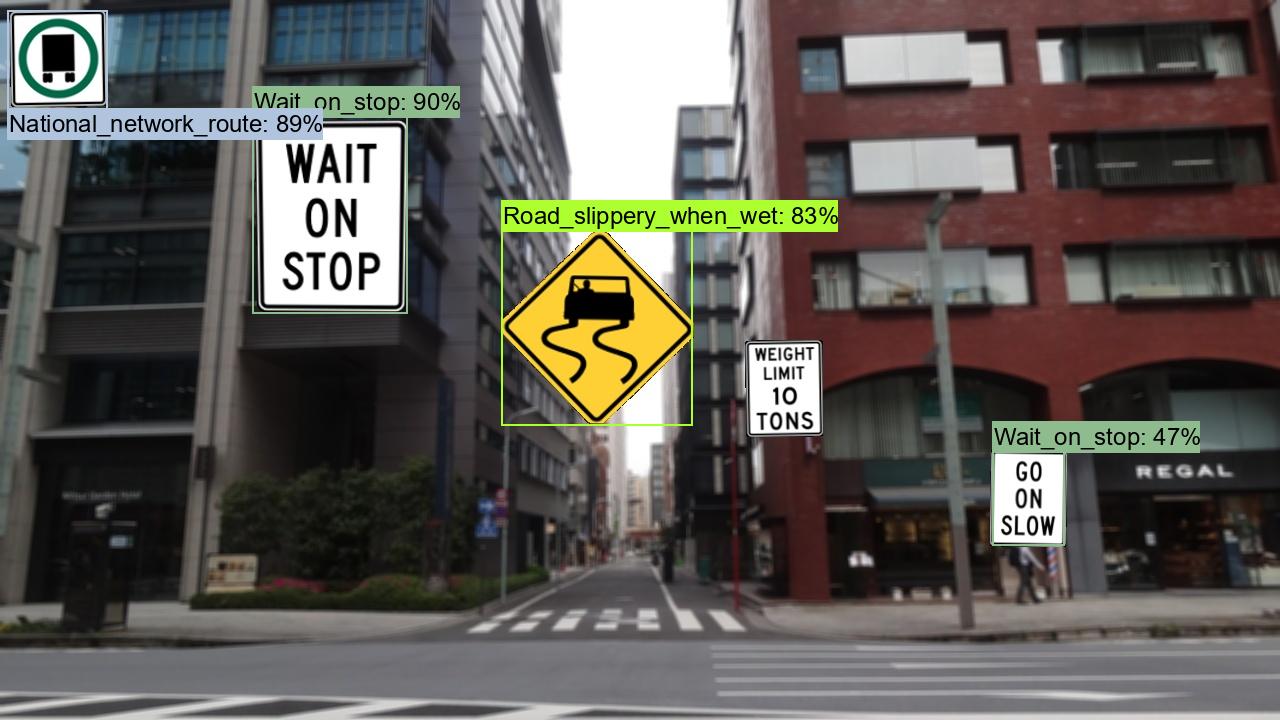 Wait_on_stop: 90%
National_network_route: 89%
WAIT
ON
STOP
Road_slippery_when_wet: 83%
WEIGHT
LIMIT
10
TONS
Wait_on_stop: 47%
GO
ON
SLOW
REGAL